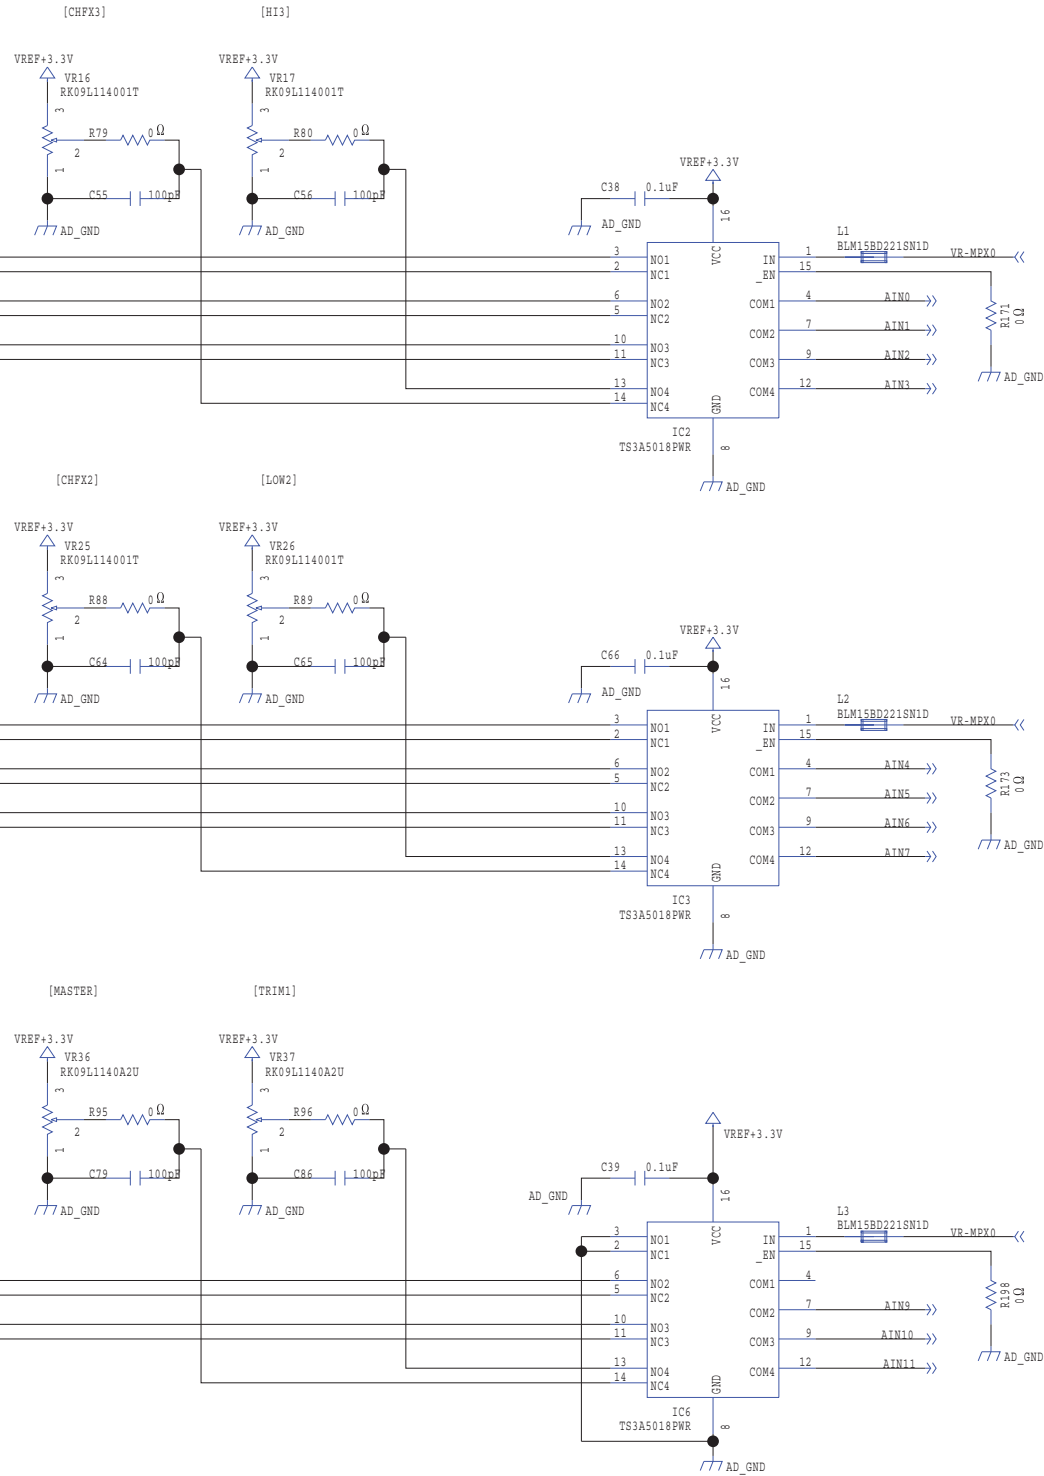 [CHFX3] [HI3]
VREF+3.3V VREF+3.3V
VR16 VR17
RK09L114001T RK09L114001T
3 3
R79 0Ω R80 0Ω
2 2
1 1
C55 100pF C56 100pF
AD_GND AD_GND
VREF+3.3V
C38 0.1uF
16
AD_GND
L1
BLM15BD221SN1D
3 NO1 VCC IN 1 VR-MPX0
2 NC1 _EN 15
6 NO2 COM1 4 AIN0
5 NC2
R171 0Ω
COM2 7 AIN1
10 NO3
11 NC3 COM3 9 AIN2
AD_GND
13 NO4 COM4 12 AIN3
14 NC4 GND
IC2
TS3A5018PWR 8
AD_GND
[CHFX2] [LOW2]
VREF+3.3V VREF+3.3V
VR25 VR26
RK09L114001T RK09L114001T
3 3
R88 0Ω R89 0Ω
2 2
1 1
C64 100pF C65 100pF
AD_GND AD_GND
VREF+3.3V
C66 0.1uF
16
AD_GND
L2
BLM15BD221SN1D
3 NO1 VCC IN 1 VR-MPX0
2 NC1 _EN 15
6 NO2 COM1 4 AIN4
5 NC2
R173 0Ω
COM2 7 AIN5
10 NO3
11 NC3 COM3 9 AIN6
AD_GND
13 NO4 COM4 12 AIN7
14 NC4 GND
IC3
TS3A5018PWR 8
AD_GND
[MASTER] [TRIM1]
VREF+3.3V VREF+3.3V
VR36 VR37
RK09L1140A2U RK09L1140A2U
3 3
R95 0Ω R96 0Ω
2 2
1 1
C79 100pF C86 100pF
AD_GND AD_GND
VREF+3.3V
C39 0.1uF
16
AD_GND
L3
BLM15BD221SN1D
3 NO1 VCC IN 1 VR-MPX0
2 NC1 _EN 15
6 NO2 COM1 4
5 NC2
R198 0Ω
COM2 7 AIN9
10 NO3
11 NC3 COM3 9 AIN10
AD_GND
13 NO4 COM4 12 AIN11
14 NC4 GND
IC6
TS3A5018PWR 8
AD_GND